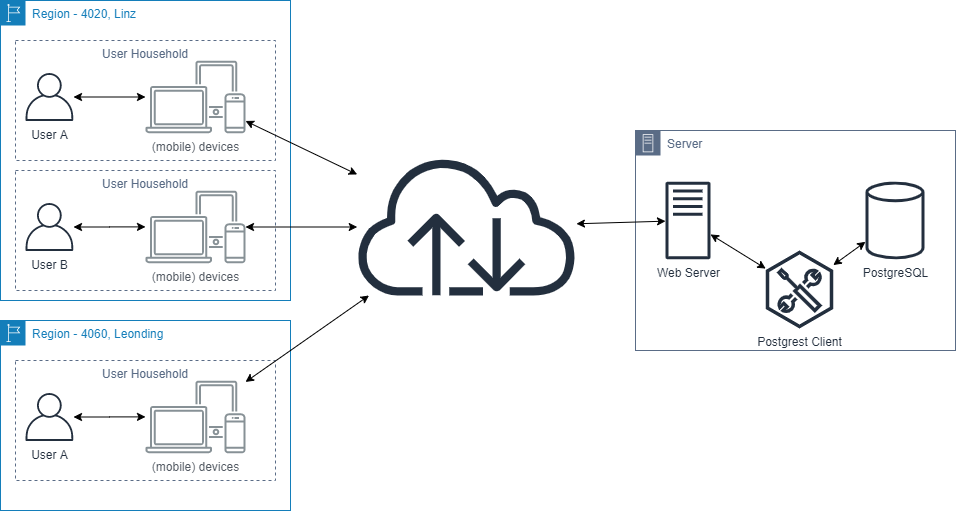 Region - 4020, Linz
User Household
User A
(mobile) devices
User Household
User B
(mobile) devices
Region - 4060, Leonding
User Household
User A
(mobile) devices
Server
Web Server
PostgreSQL
Postgrest Client